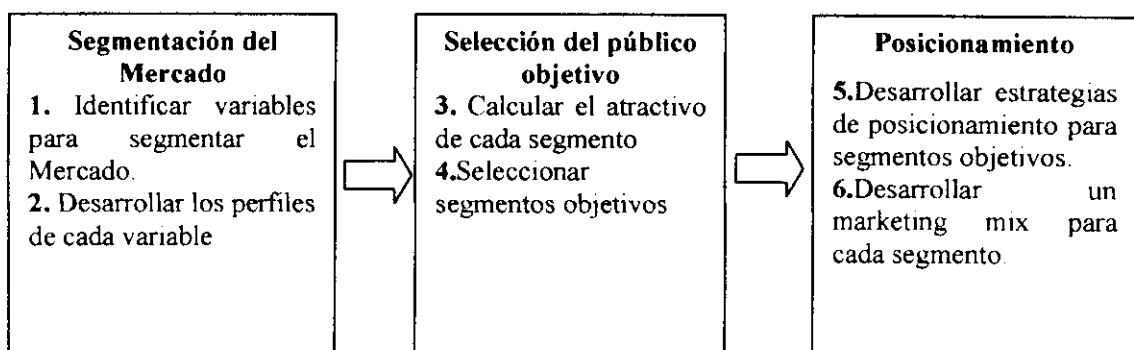 Segmentación del
Mercado
1. Identificar variables
para segmentar el
Mercado.
2. Desarrollar los perfiles
de cada variable
Selección del público
objetivo
3. Calcular el atractivo
de cada segmento
4.Seleccionar
segmentos objetivos
Posicionamiento
5.Desarrollar estrategias
de posicionamiento para
segmentos objetivos.
6.Desarrollar un
marketing mix para
cada segmento.